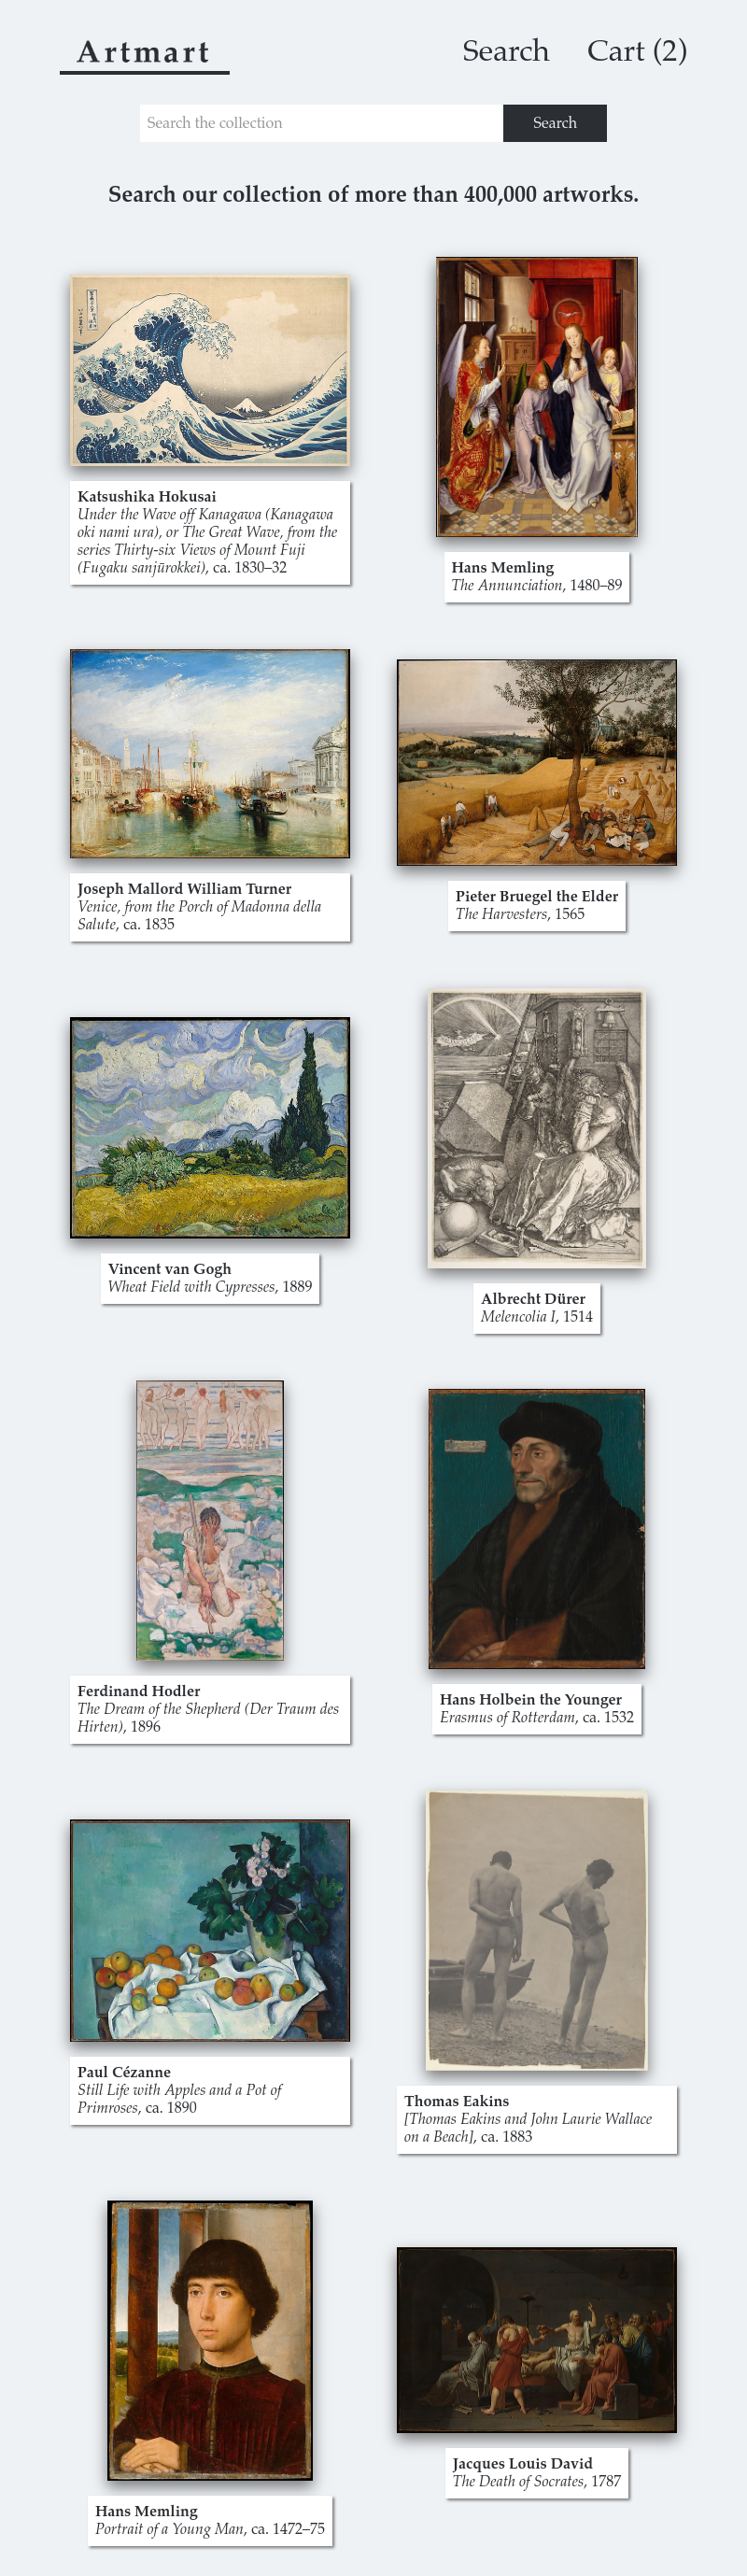 Artmart
Search
Cart (2)
Search the collection
Search
Search our collection of more than 400,000 artworks.
Katsushika Hokusai
Under the Wave off Kanagawa (Kanagawa
oki nami ura), or The Great Wave, from the
series Thirty-six Views of Mount Fuji
(Fugaku sanjūrokkei), ca. 1830–32
Hans Memling
The Annunciation, 1480–89
Joseph Mallord William Turner
Venice, from the Porch of Madonna della
Salute, ca. 1835
Pieter Bruegel the Elder
The Harvesters, 1565
Vincent van Gogh
Wheat Field with Cypresses, 1889
Albrecht Dürer
Melencolia I, 1514
Ferdinand Hodler
The Dream of the Shepherd (Der Traum des
Hirten), 1896
Hans Holbein the Younger
Erasmus of Rotterdam, ca. 1532
Paul Cézanne
Still Life with Apples and a Pot of
Primroses, ca. 1890
Thomas Eakins
[Thomas Eakins and John Laurie Wallace
on a Beach], ca. 1883
Hans Memling
Portrait of a Young Man, ca. 1472–75
Jacques Louis David
The Death of Socrates, 1787